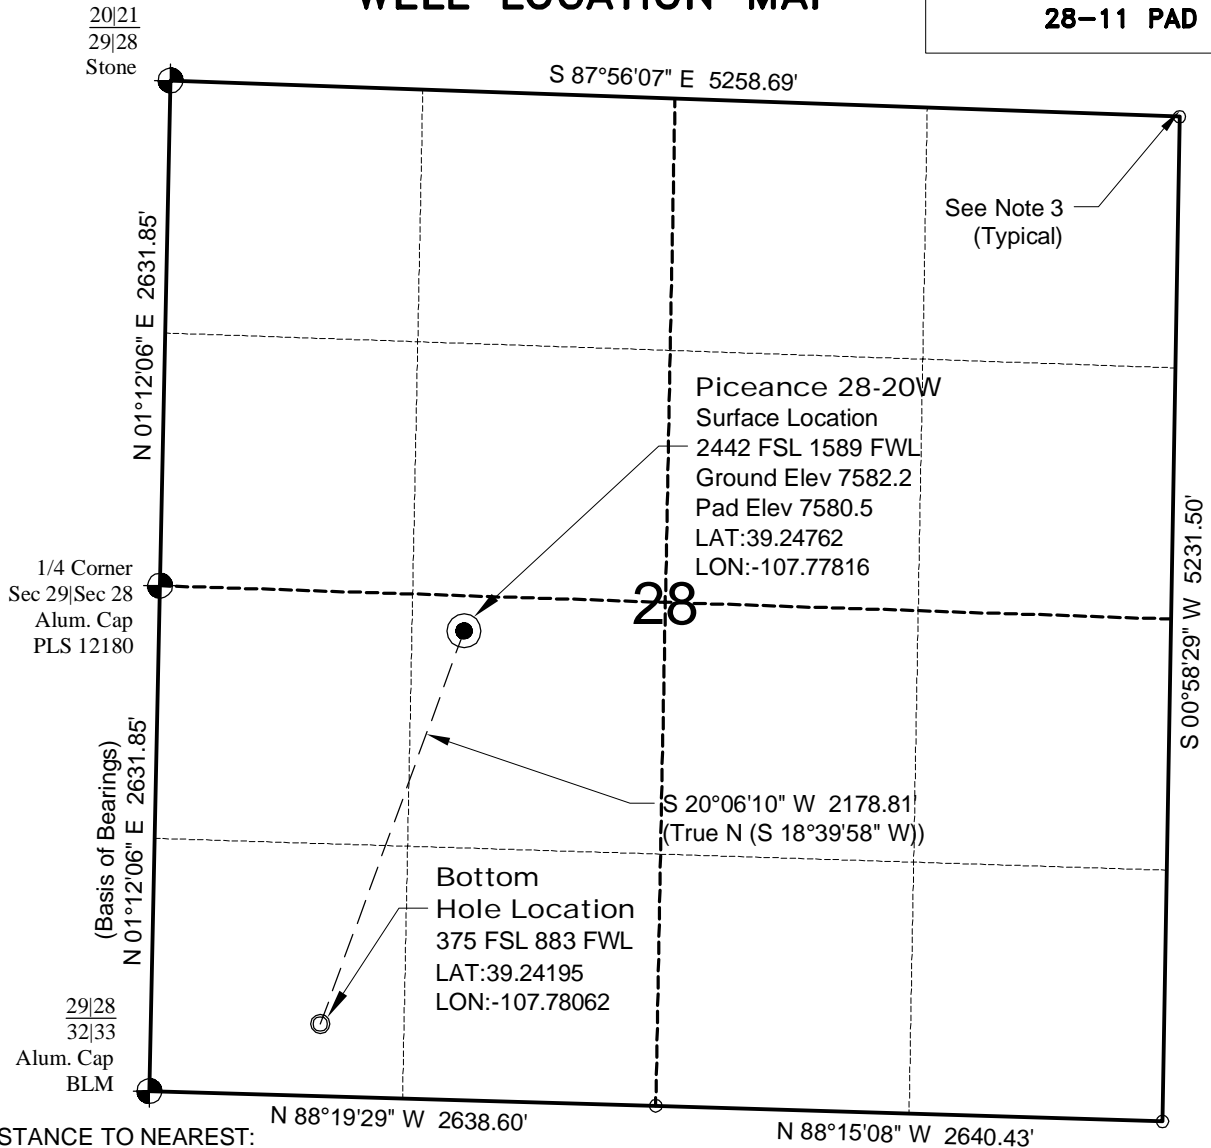 WELL LOCATION MAP
28-11 PAD
20|21
29|28
Stone
S 87°56'07" E 5258.69'
See Note 3
(Typical)
N 01°12'06" E 2631.85'
Piceance 28-20W
Surface Location
2442 FSL 1589 FWL
Ground Elev 7582.2
Pad Elev 7580.5
LAT:39.24762
LON:-107.77816
28
1/4 Corner
Sec 29|Sec 28
Alum. Cap
PLS 12180
S 00°58'29" W 5231.50'
(Basis of Bearings)
N 01°12'06" E 2631.85'
S 20°06'10" W 2178.81'
(True N (S 18°39'58" W))
Bottom
Hole Location
375 FSL 883 FWL
LAT:39.24195
LON:-107.78062
29|28
32|33
Alum. Cap
BLM
N 88°19'29" W 2638.60'
N 88°15'08" W 2640.43'
STANCE TO NEAREST: